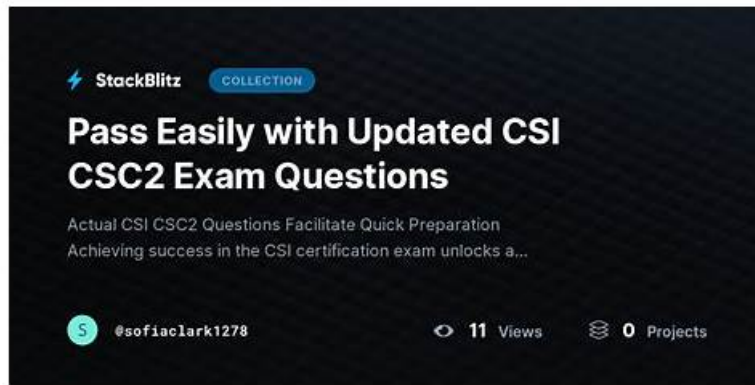 StackBlitz COLLECTION
Pass Easily with Updated CSI
CSC2 Exam Questions
Actual CSI CSC2 Questions Facilitate Quick Preparation
Achieving success in the CSI certification exam unlocks a...
S @sofiaclark1278 11 Views 0 Projects